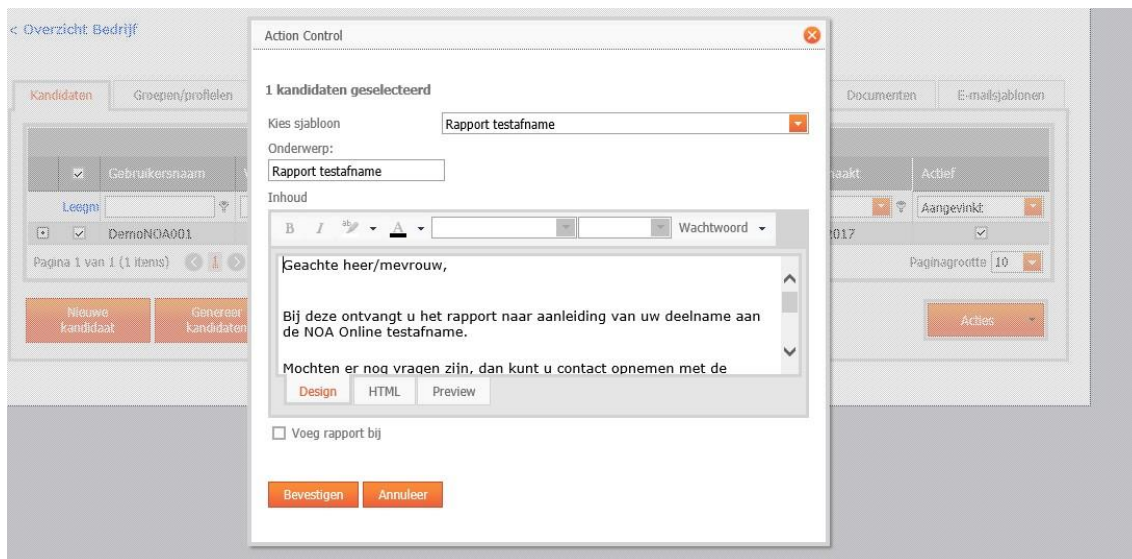 < Overzicht Bedrijf
Action Control
Kandidaten
Groepen/profielen
1 kandidaten geselecteerd
Documenten
E-mailsjablonen
Kies sjabloon
Rapport testafname
Onderwerp:
Rapport testafname
Gebruikersnaam
Actief
Inhoud
Aangevinkt
B I A Wachtwoord
DemoNOA001
2017
Pagina 1 van 1 (1 items) 1
Paginagrootte 10
Geachte heer/mevrouw,
Bij deze ontvangt u het rapport naar aanleiding van uw deelname aan
de NOA Online testafname.
Mochten er nog vragen zijn, dan kunt u contact opnemen met de
Nieuwe
kandidaat
Genereer
kandidaten
Acties
Design HTML Preview
Voeg rapport bij
Bevestigen Annuleer